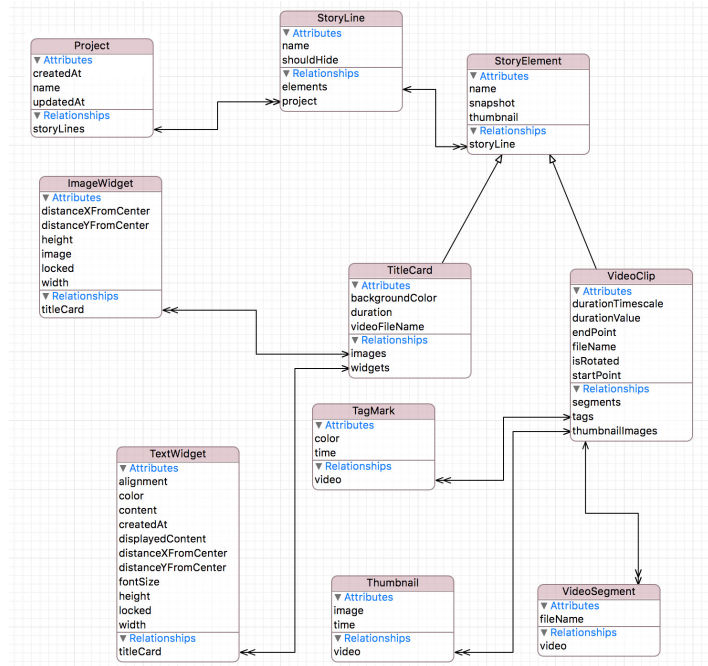 StoryLine
Attributes
name
shouldHide
Relationships
elements
project
Project
Attributes
createdAt
name
updatedAt
Relationships
storyLines
StoryElement
Attributes
name
snapshot
thumbnail
Relationships
storyLine
ImageWidget
Attributes
distanceXFromCenter
distanceYFromCenter
height
image
locked
width
Relationships
titleCard
TitleCard
Attributes
backgroundColor
duration
videoFileName
Relationships
images
widgets
VideoClip
Attributes
durationTimescale
durationValue
endPoint
fileName
isRotated
startPoint
Relationships
segments
tags
thumbnailImages
TagMark
Attributes
color
time
Relationships
video
TextWidget
Attributes
alignment
color
content
createdAt
displayedContent
distanceXFromCenter
distanceYFromCenter
fontSize
height
locked
width
Relationships
titleCard
Thumbnail
Attributes
image
time
Relationships
video
VideoSegment
Attributes
fileName
Relationships
video